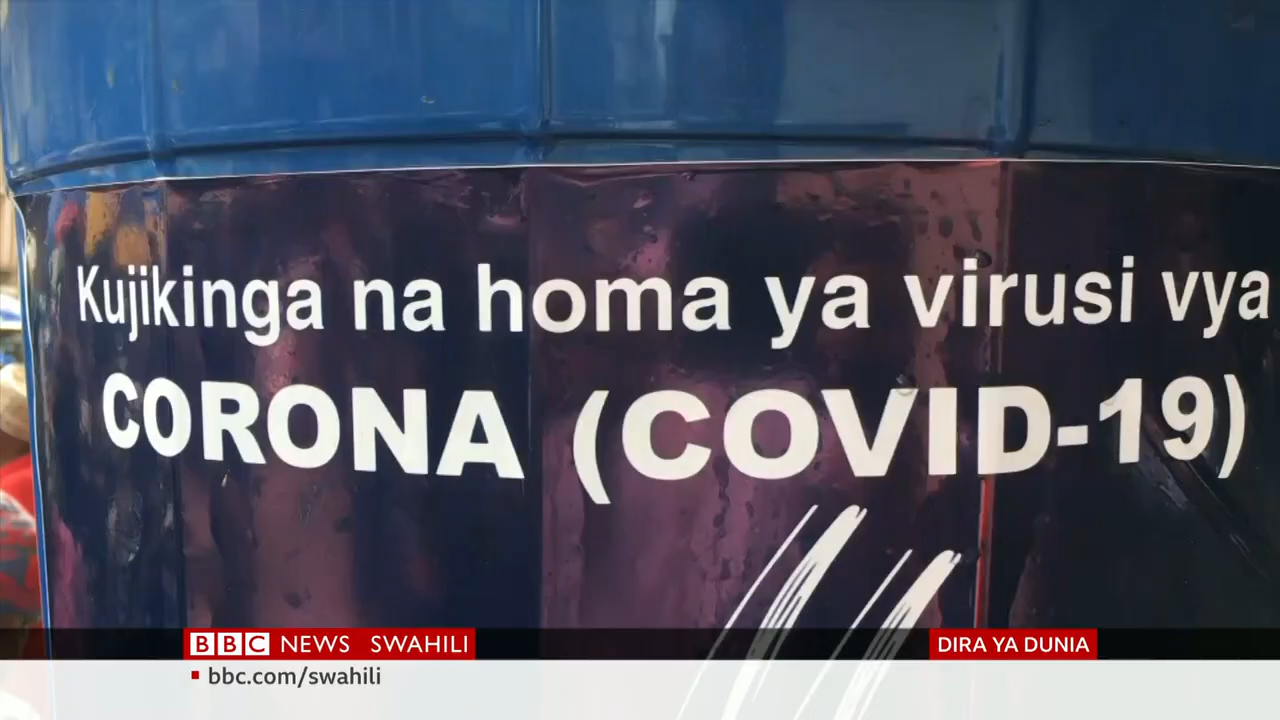 Kujikinga na homa ya virusi vya
CORONA (COVID-19)
BBC NEWS SWAHILI
DIRA YA DUNIA
bbc.com/swahili